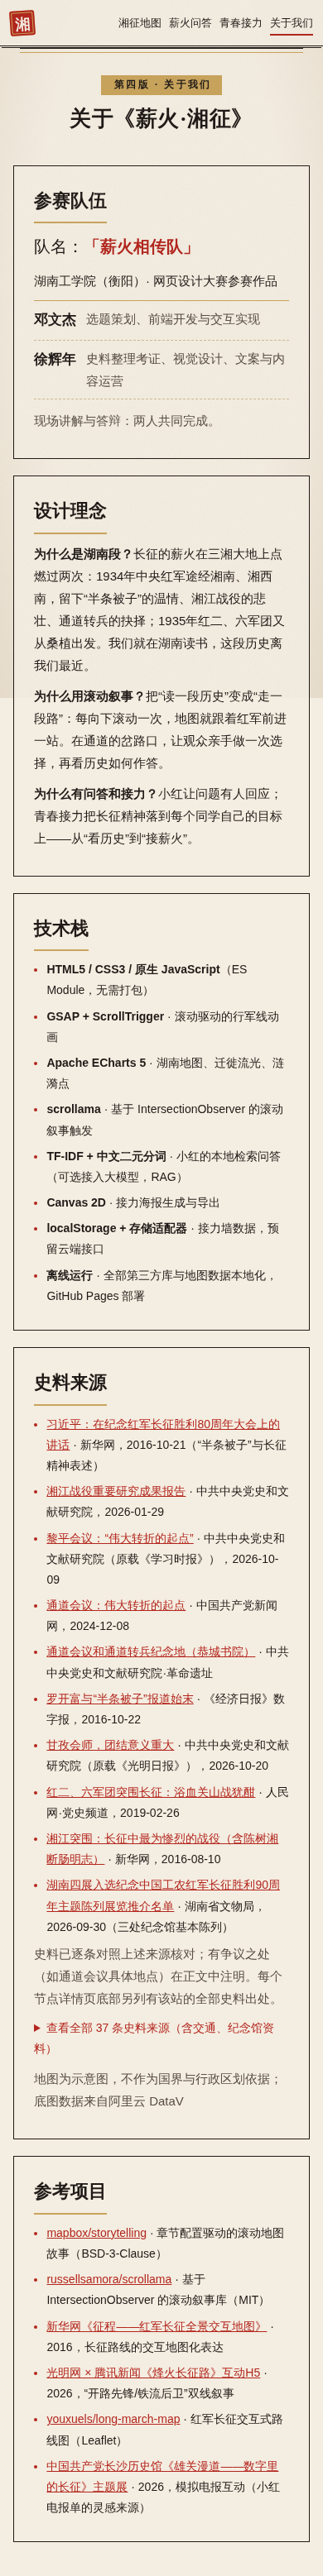 湘
湘征地图 薪火问答 青春接力 关于我们
第四版 · 关于我们
关于《薪火·湘征》
参赛队伍
队名：「薪火相传队」
湖南工学院（衡阳）· 网页设计大赛参赛作品
邓文杰 选题策划、前端开发与交互实现
徐辉年 史料整理考证、视觉设计、文案与内
容运营
现场讲解与答辩：两人共同完成。
设计理念
为什么是湖南段？长征的薪火在三湘大地上点
燃过两次：1934年中央红军途经湘南、湘西
南，留下“半条被子”的温情、湘江战役的悲
壮、通道转兵的抉择；1935年红二、六军团又
从桑植出发。我们就在湖南读书，这段历史离
我们最近。
为什么用滚动叙事？把“读一段历史”变成“走一
段路”：每向下滚动一次，地图就跟着红军前进
一站。在通道的岔路口，让观众亲手做一次选
择，再看历史如何作答。
为什么有问答和接力？小红让问题有人回应；
青春接力把长征精神落到每个同学自己的目标
上——从“看历史”到“接薪火”。
技术栈
HTML5 / CSS3 / 原生 JavaScript（ES
Module，无需打包）
GSAP + ScrollTrigger · 滚动驱动的行军线动
画
Apache ECharts 5 · 湖南地图、迁徙流光、涟
漪点
scrollama · 基于 IntersectionObserver 的滚动
叙事触发
TF-IDF + 中文二元分词 · 小红的本地检索问答
（可选接入大模型，RAG）
Canvas 2D · 接力海报生成与导出
localStorage + 存储适配器 · 接力墙数据，预
留云端接口
离线运行 · 全部第三方库与地图数据本地化，
GitHub Pages 部署
史料来源
习近平：在纪念红军长征胜利80周年大会上的
讲话 · 新华网，2016-10-21（“半条被子”与长征
精神表述）
湘江战役重要研究成果报告 · 中共中央党史和文
献研究院，2026-01-29
黎平会议：“伟大转折的起点” · 中共中央党史和
文献研究院（原载《学习时报》），2026-10-
09
通道会议：伟大转折的起点 · 中国共产党新闻
网，2024-12-08
通道会议和通道转兵纪念地（恭城书院） · 中共
中央党史和文献研究院·革命遗址
罗开富与“半条被子”报道始末 · 《经济日报》数
字报，2016-10-22
甘孜会师，团结意义重大 · 中共中央党史和文献
研究院（原载《光明日报》），2026-10-20
红二、六军团突围长征：浴血关山战犹酣 · 人民
网·党史频道，2019-02-26
湘江突围：长征中最为惨烈的战役（含陈树湘
断肠明志） · 新华网，2016-08-10
湖南四展入选纪念中国工农红军长征胜利90周
年主题陈列展览推介名单 · 湖南省文物局，
2026-09-30（三处纪念馆基本陈列）
史料已逐条对照上述来源核对；有争议之处
（如通道会议具体地点）在正文中注明。每个
节点详情页底部另列有该站的全部史料出处。
▶ 查看全部 37 条史料来源（含交通、纪念馆资
料）
地图为示意图，不作为国界与行政区划依据；
底图数据来自阿里云 DataV
参考项目
mapbox/storytelling · 章节配置驱动的滚动地图
故事（BSD-3-Clause）
russellsamora/scrollama · 基于
IntersectionObserver 的滚动叙事库（MIT）
新华网《征程——红军长征全景交互地图》 ·
2016，长征路线的交互地图化表达
光明网 × 腾讯新闻《烽火长征路》互动H5 ·
2026，“开路先锋/铁流后卫”双线叙事
youxuels/long-march-map · 红军长征交互式路
线图（Leaflet）
中国共产党长沙历史馆《雄关漫道——数字里
的长征》主题展 · 2026，模拟电报互动（小红
电报单的灵感来源）